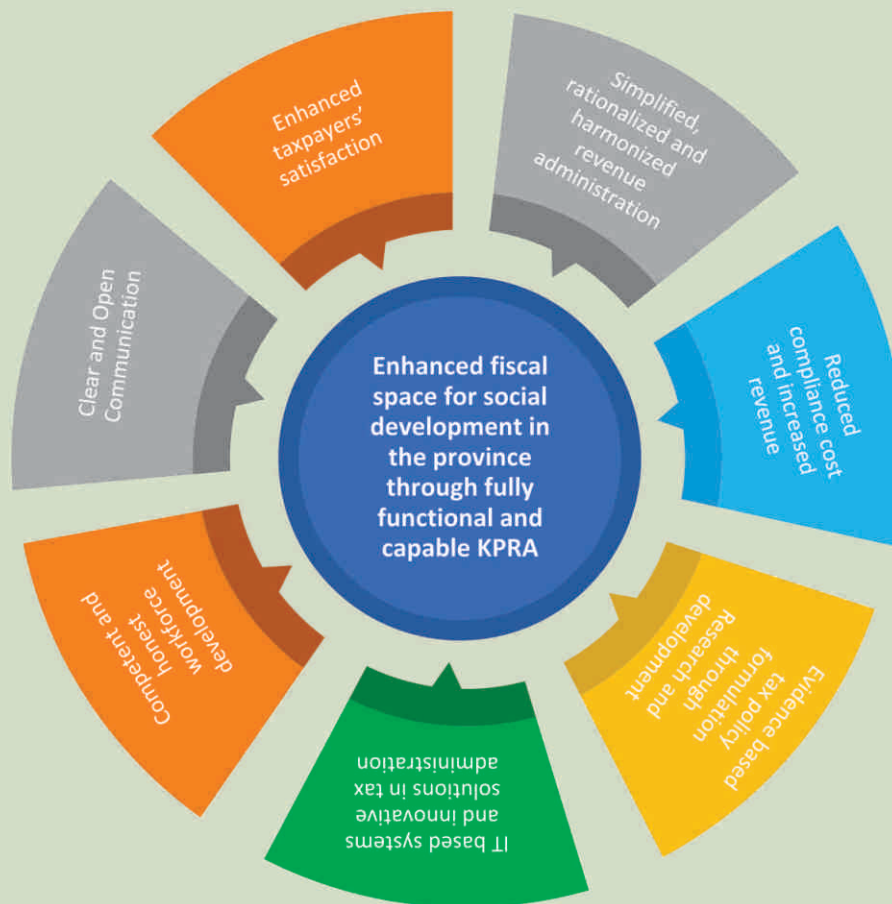 Enhanced
taxpayers'
satisfaction
Simplified,
rationalized and
harmonized
revenue
administration
Reduced
compliance cost
and increased
revenue
Evidence based
tax policy
formulation
through
Research and
development
IT based systems
and innovative
solutions in tax
administration
Competent and
honest
workforce
development
Clear and Open
Communication
Enhanced fiscal
space for social
development in
the province
through fully
functional and
capable KPRA